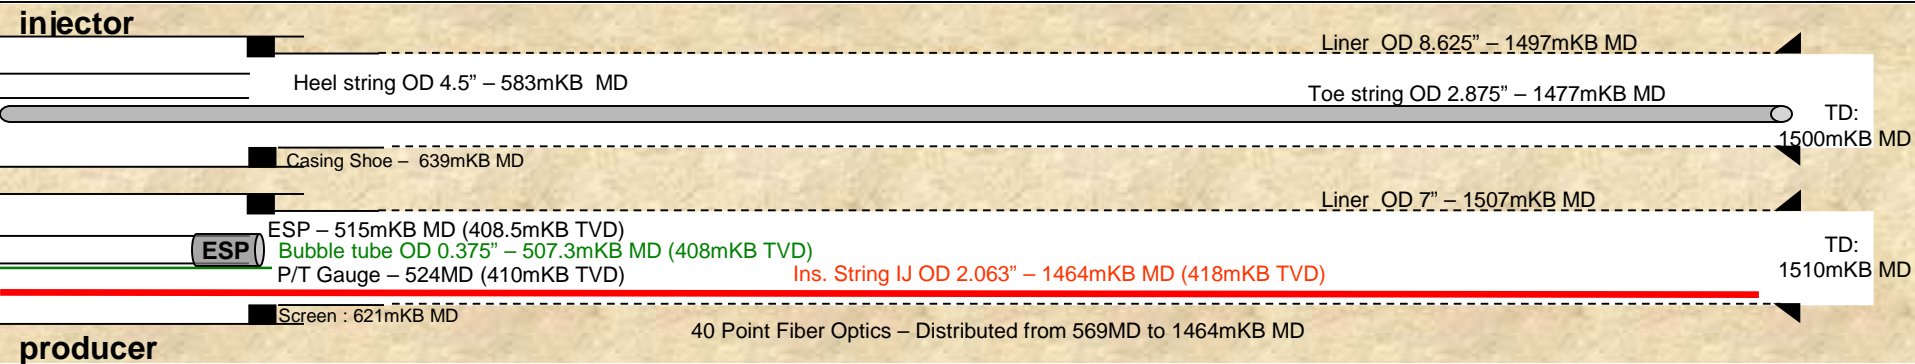 injector
Liner OD 8.625” – 1497mKB MD
Heel string OD 4.5” – 583mKB MD
Toe string OD 2.875” – 1477mKB MD
TD:
1500mKB MD
Casing Shoe – 639mKB MD
Liner OD 7” – 1507mKB MD
ESP – 515mKB MD (408.5mKB TVD)
ESP
Bubble tube OD 0.375” – 507.3mKB MD (408mKB TVD)
TD:
1510mKB MD
P/T Gauge – 524MD (410mKB TVD)
Ins. String IJ OD 2.063” – 1464mKB MD (418mKB TVD)
Screen : 621mKB MD
40 Point Fiber Optics – Distributed from 569MD to 1464mKB MD
producer